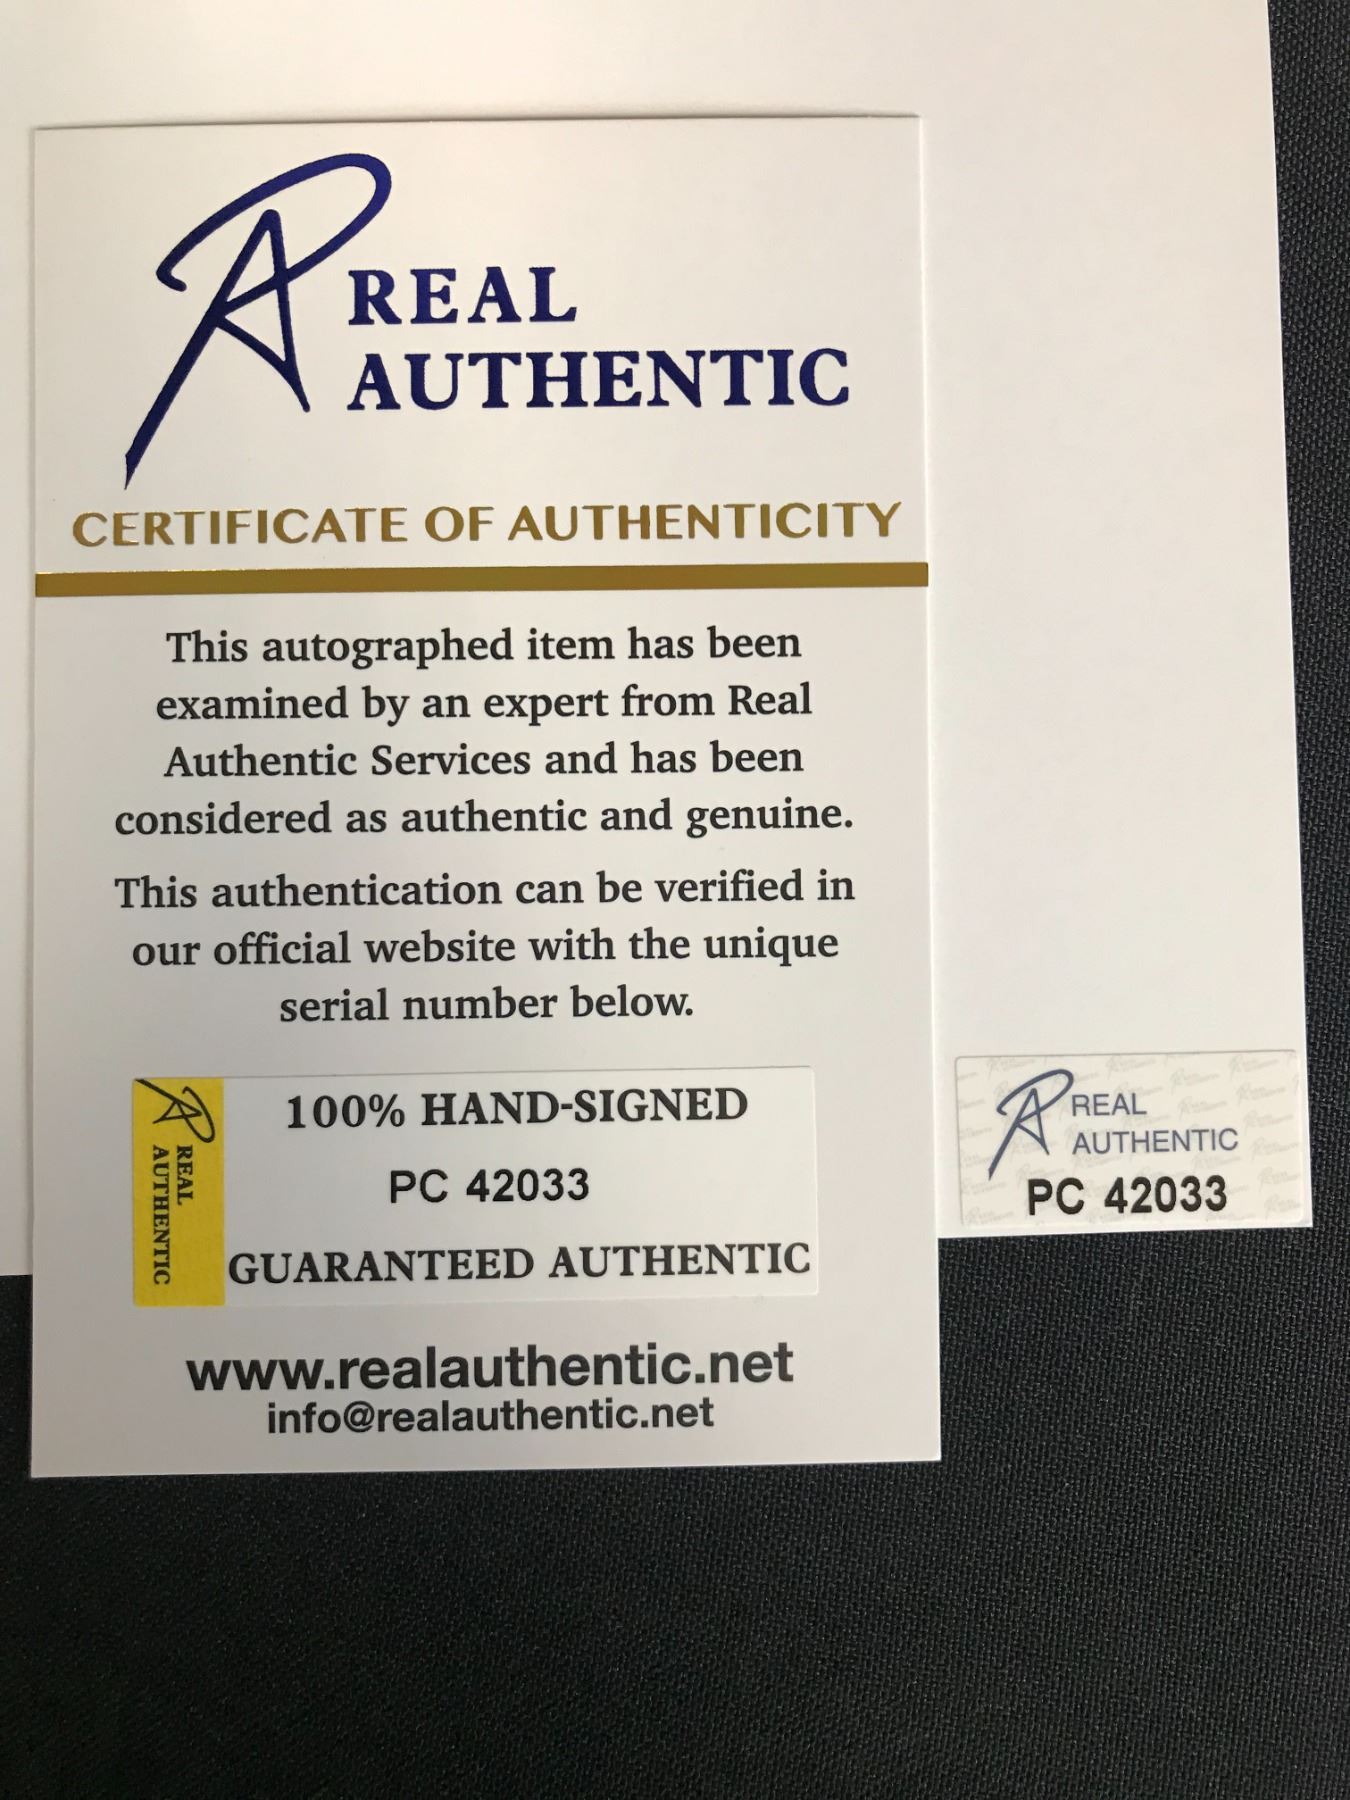 REAL
AUTHENTIC
CERTIFICATE OF AUTHENTICITY
This autographed item has been
examined by an expert from Real
Authentic Services and has been
considered as authentic and genuine.
This authentication can be verified in
our official website with the unique
serial number below.
REAL
AUTHENTIC
100% HAND-SIGNED
PC 42033
GUARANTEED AUTHENTIC
www.realauthentic.net
info@realauthentic.net
REAL
AUTHENTIC
PC 42033